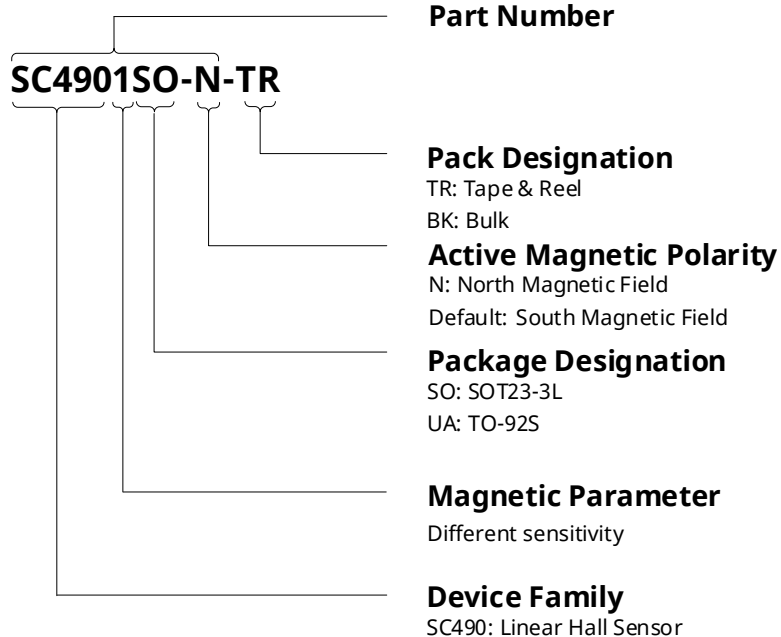 Part Number
SC4901SO-N-TR
Pack Designation
TR: Tape & Reel
BK: Bulk
Active Magnetic Polarity
N: North Magnetic Field
Default: South Magnetic Field
Package Designation
SO: SOT23-3L
UA: TO-92S
Magnetic Parameter
Different sensitivity
Device Family
SC490: Linear Hall Sensor